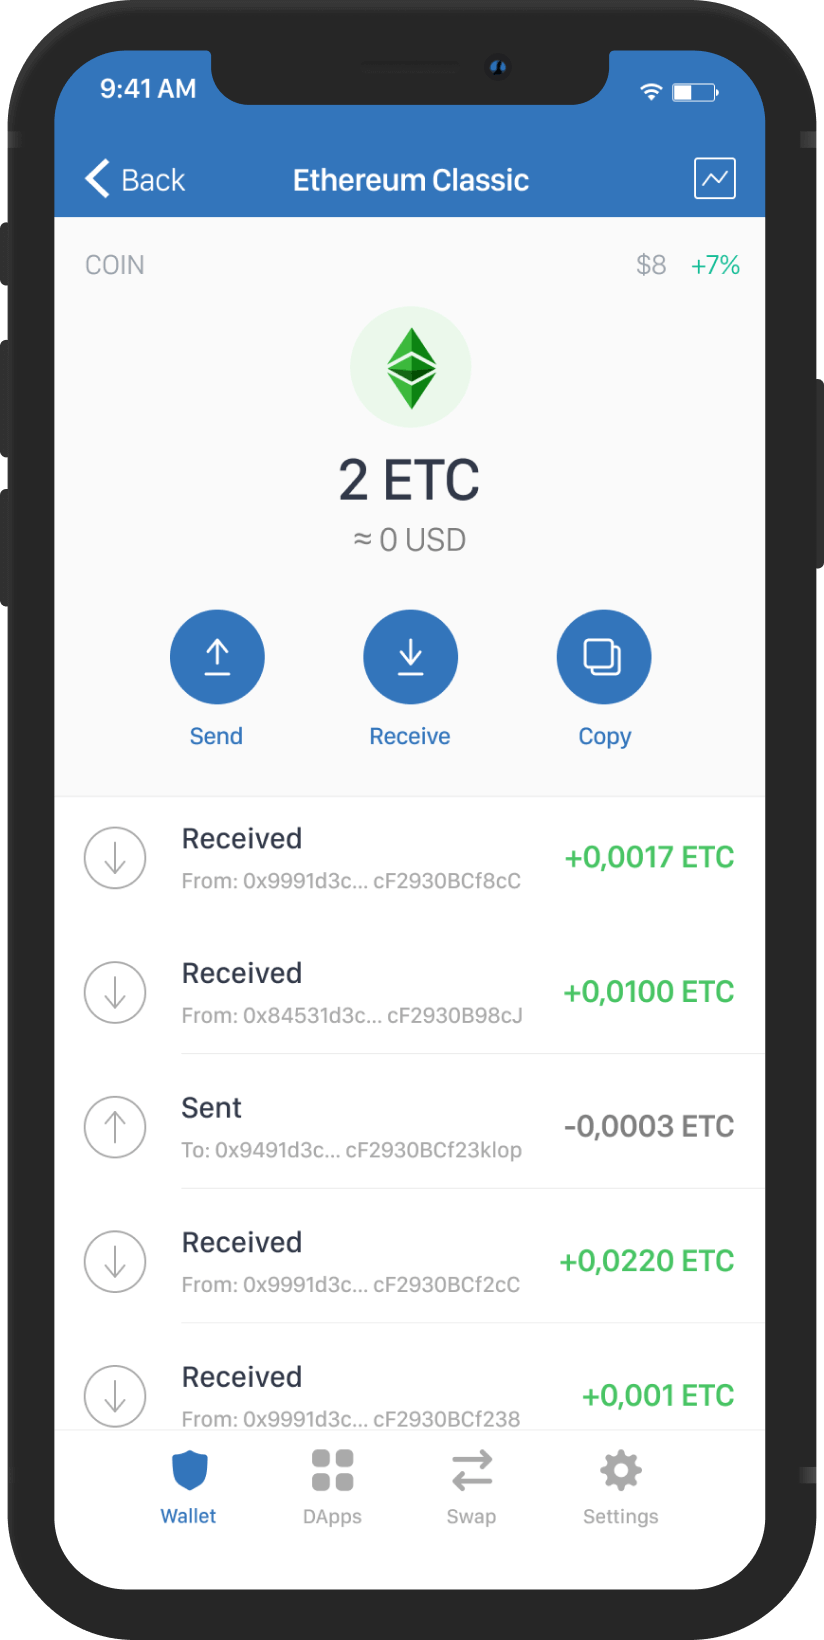 9:41 AM
Back
Ethereum Classic
COIN
$8 +7%
2 ETC
≈ 0 USD
Send
Receive
Copy
Received
+0,0017 ETC
From: 0x9991d3c... cF2930BCf8cC
Received
+0,0100 ETC
From: 0x84531d3c... cF2930B98cJ
Sent
-0,0003 ETC
To: 0x9491d3c... cF2930BCf23klop
Received
+0,0220 ETC
From: 0x9991d3c... cF2930BCf2cC
Received
+0,001 ETC
From: 0x9991d3c... cF2930BCf238
Wallet
DApps
Swap
Settings